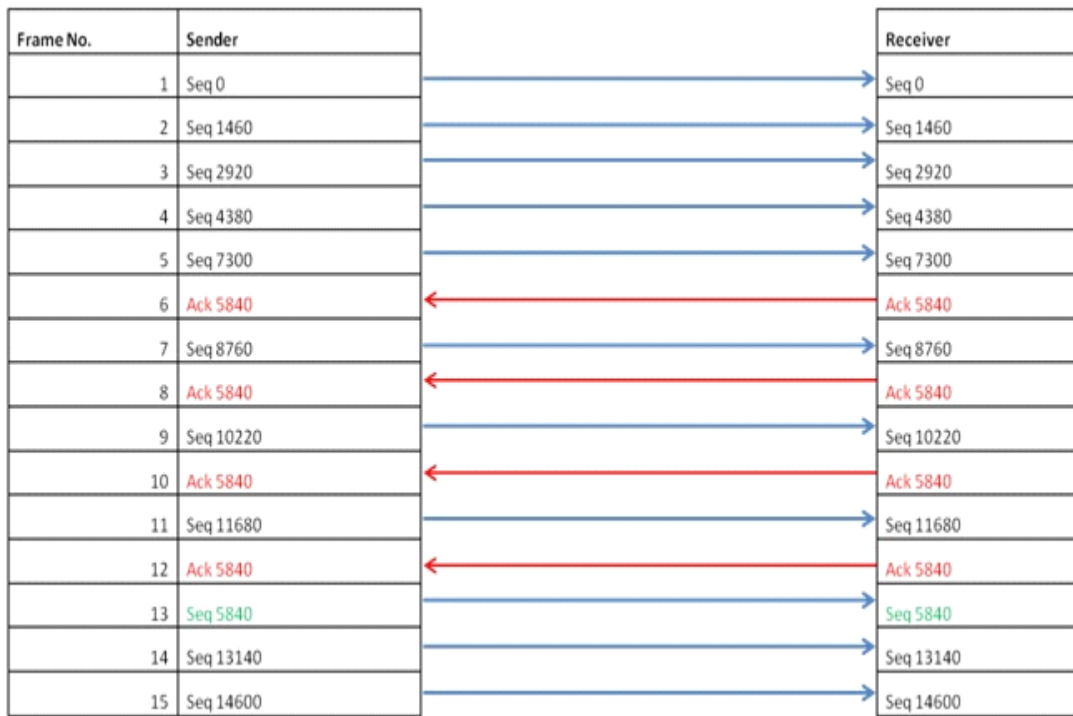 Frame No. Sender Receiver
1 Seq 0 Seq 0
2 Seq 1460 Seq 1460
3 Seq 2920 Seq 2920
4 Seq 4380 Seq 4380
5 Seq 7300 Seq 7300
6 Ack 5840 Ack 5840
7 Seq 8760 Seq 8760
8 Ack 5840 Ack 5840
9 Seq 10220 Seq 10220
10 Ack 5840 Ack 5840
11 Seq 11680 Seq 11680
12 Ack 5840 Ack 5840
13 Seq 5840 Seq 5840
14 Seq 13140 Seq 13140
15 Seq 14600 Seq 14600